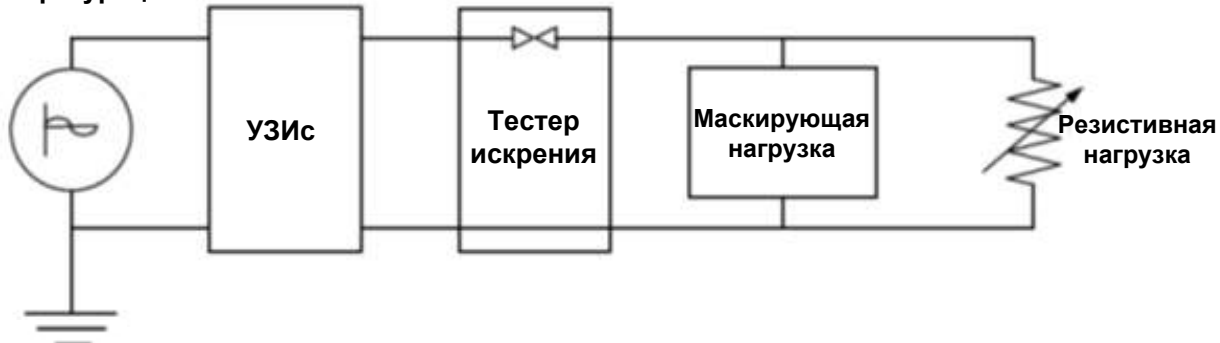 УЗИс
Тестер
искрения
Маскирующая
нагрузка
Резистивная
нагрузка